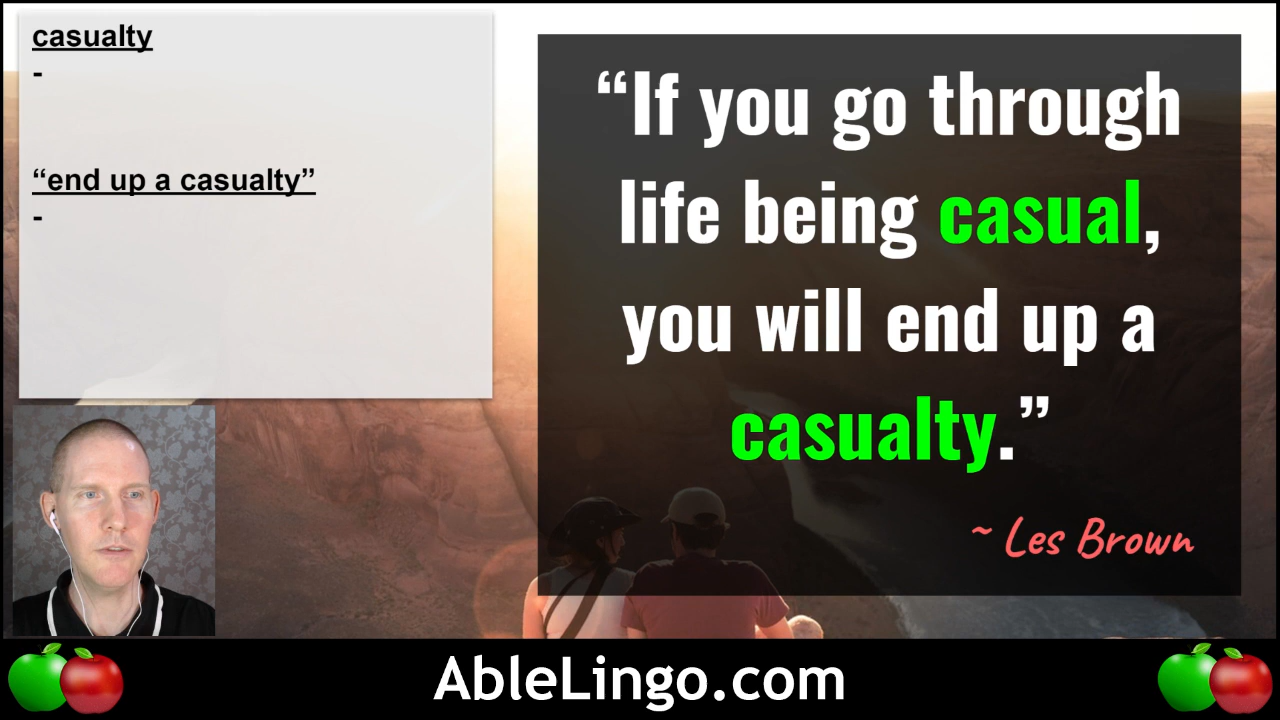 casualty
-
“end up a casualty”
-
“If you go through
life being casual,
you will end up a
casualty.”
~ Les Brown
AbleLingo.com